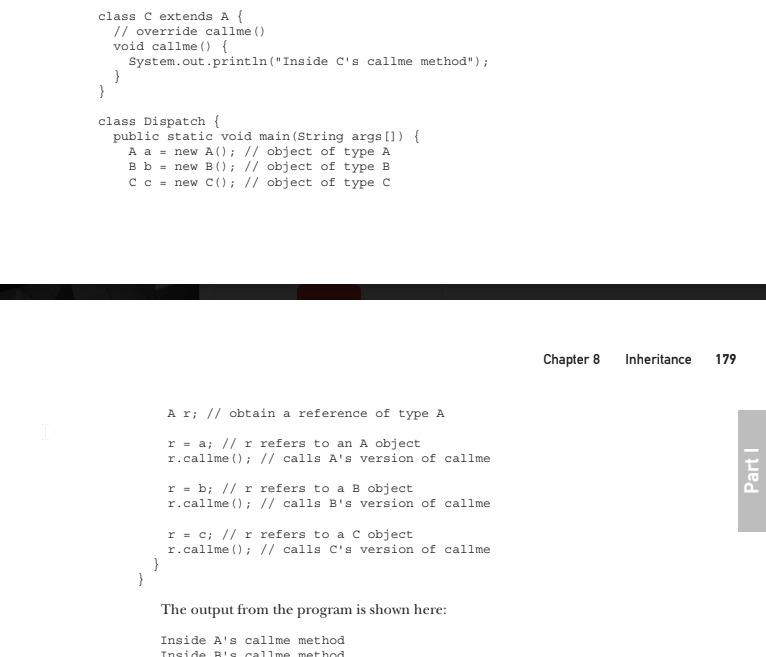 class C extends A {
// override callme()
void callme() {
System.out.println("Inside C's callme method");
}
}
class Dispatch {
public static void main(String args[]) {
A a = new A(); // object of type A
B b = new B(); // object of type B
C c = new C(); // object of type C
Chapter 8 Inheritance 179
A r; // obtain a reference of type A
r = a; // r refers to an A object
r.callme(); // calls A's version of callme
r = b; // r refers to a B object
r.callme(); // calls B's version of callme
r = c; // r refers to a C object
r.callme(); // calls C's version of callme
}
}
Part I
The output from the program is shown here:
Inside A's callme method
Inside B's callme method